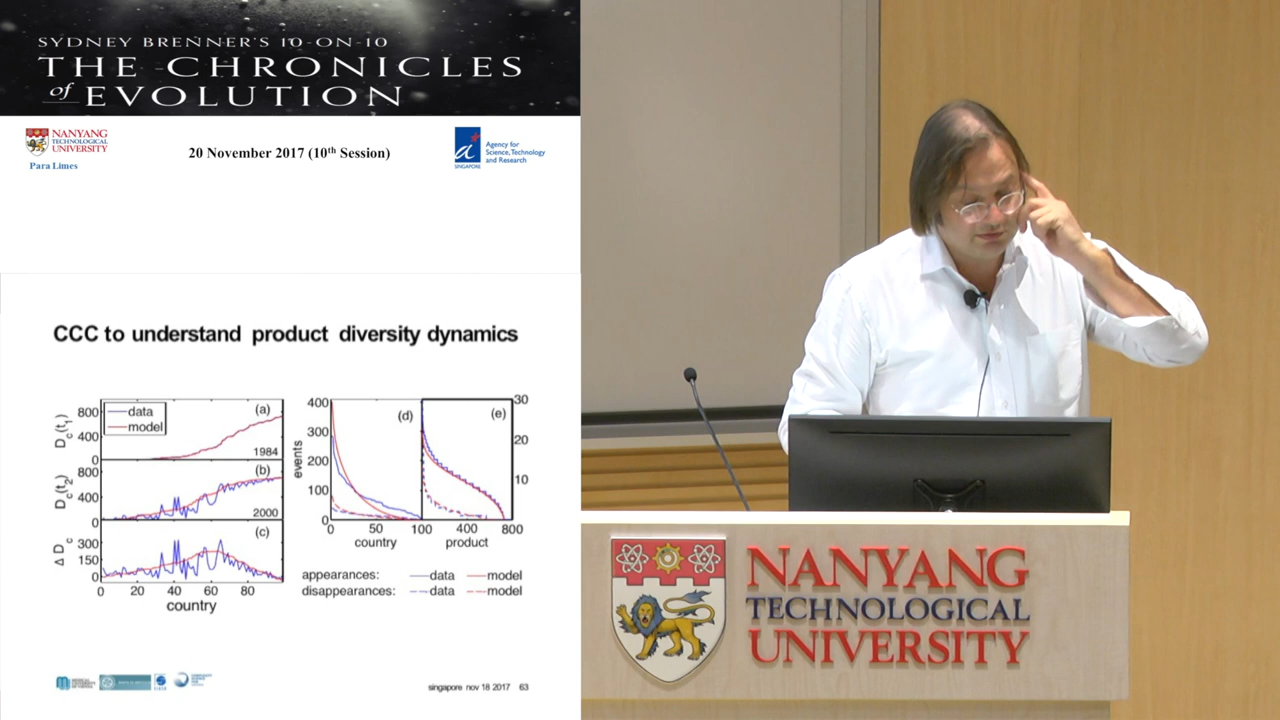 SYDNEY BRENNER'S 10-ON-10
THE CHRONICLES
of EVOLUTION
NANYANG
TECHNOLOGICAL
UNIVERSITY
Para Limes
20 November 2017 (10th Session)
SINGAPORE
Agency for
Science, Technology
and Research
CCC to understand product diversity dynamics
800
400
0
Dc(t1)
data
model
(a)
1984
800
400
0
Dc(t2)
(b)
2000
300
150
0
Δ Dc
(c)
0 20 40 60 80
country
400
300
200
100
0
events
(d)
0 50 100
country
(e)
30
20
10
400 800
product
appearances: data model
disappearances: data model
singapore nov 18 2017 63
NANYANG
TECHNOLOGICAL
UNIVERSITY